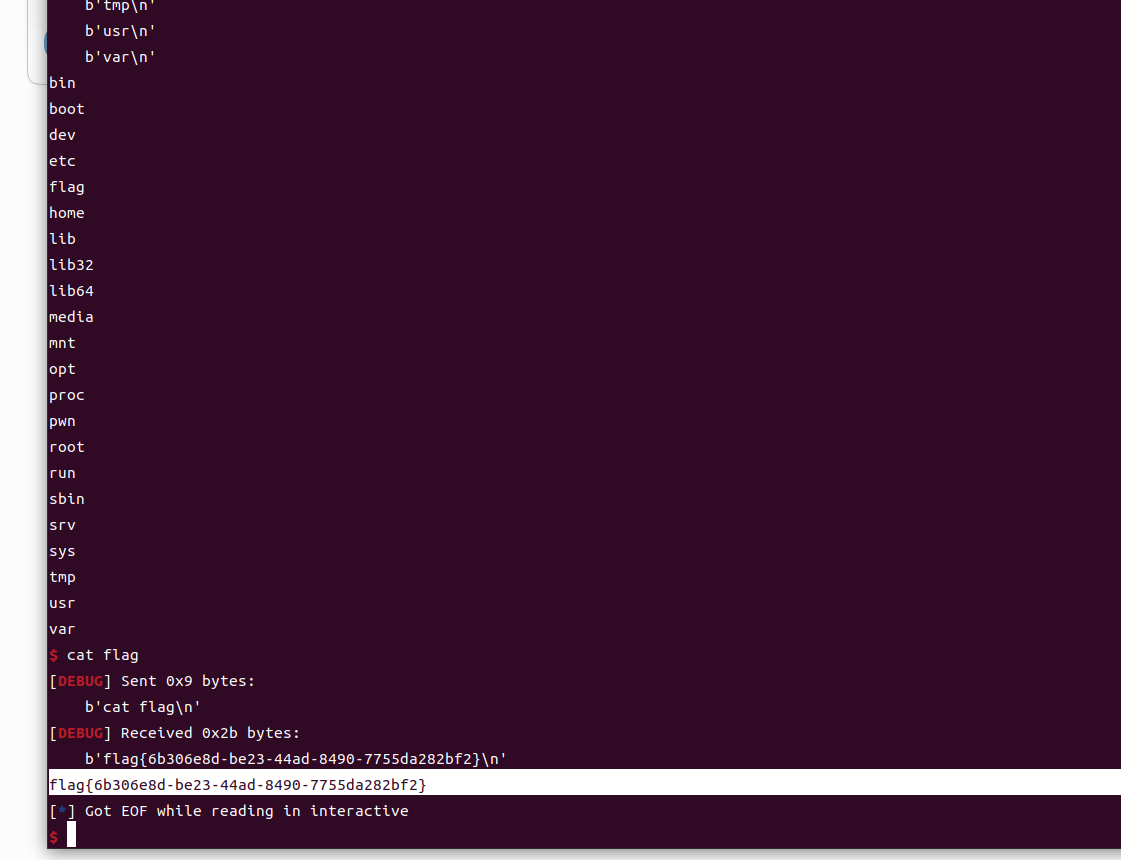 b'tmp\n'
b'usr\n'
b'var\n'
bin
boot
dev
etc
flag
home
lib
lib32
lib64
media
mnt
opt
proc
pwn
root
run
sbin
srv
sys
tmp
usr
var
$ cat flag
[DEBUG] Sent 0x9 bytes:
b'cat flag\n'
[DEBUG] Received 0x2b bytes:
b'flag{6b306e8d-be23-44ad-8490-7755da282bf2}\n'
flag{6b306e8d-be23-44ad-8490-7755da282bf2}
[*] Got EOF while reading in interactive
$